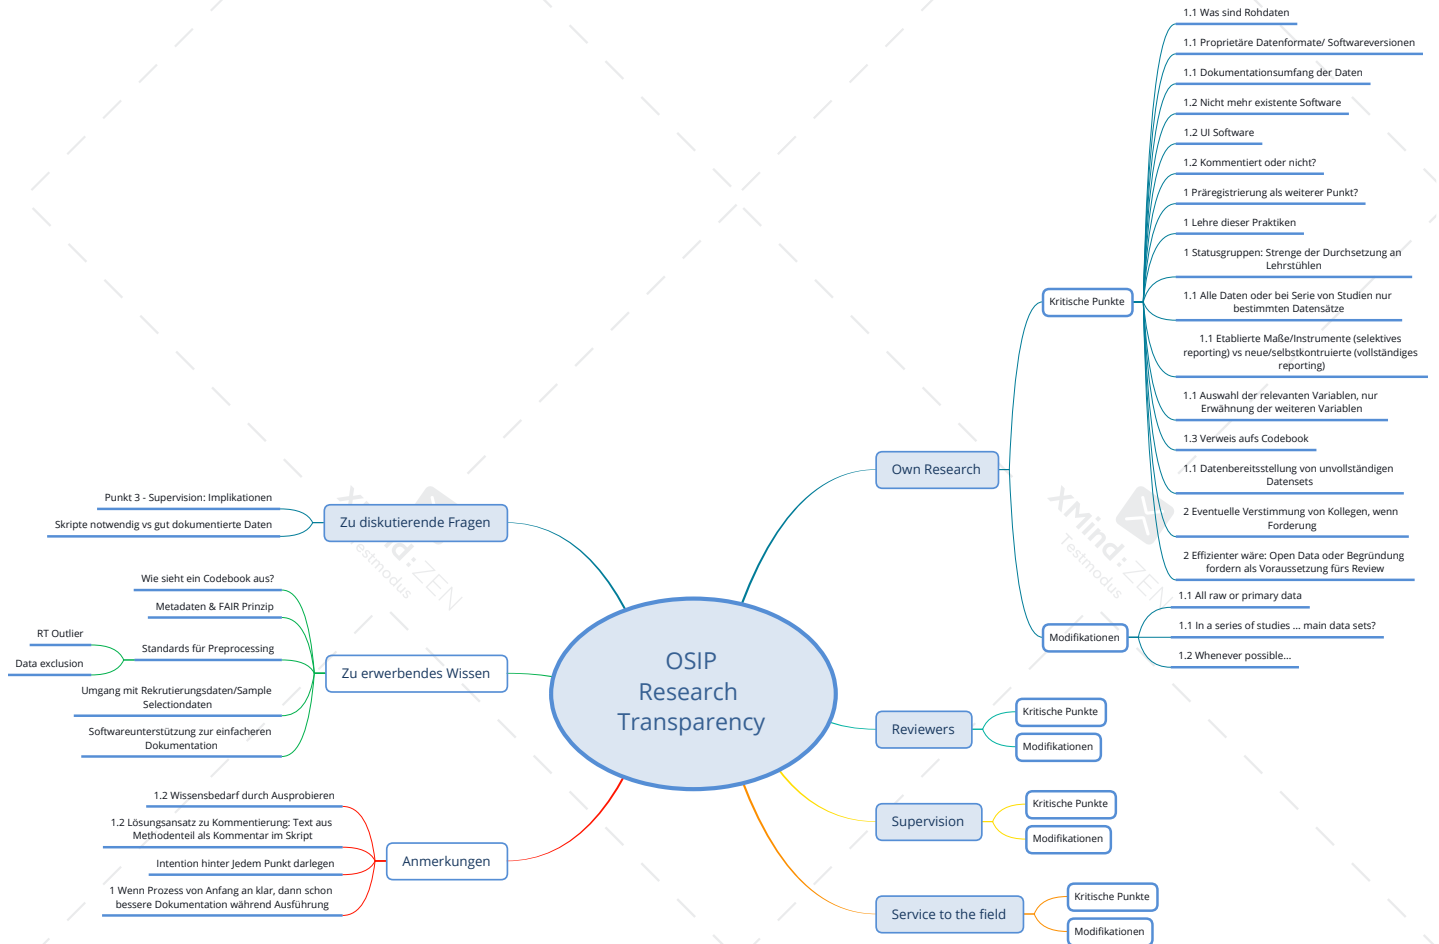 OSIP
Research
Transparency
Own Research
Kritische Punkte
1.1 Was sind Rohdaten
1.1 Proprietäre Datenformate/ Softwareversionen
1.1 Dokumentationsumfang der Daten
1.2 Nicht mehr existente Software
1.2 UI Software
1.2 Kommentiert oder nicht?
1 Präregistrierung als weiterer Punkt?
1 Lehre dieser Praktiken
1 Statusgruppen: Strenge der Durchsetzung an
Lehrstühlen
1.1 Alle Daten oder bei Serie von Studien nur
bestimmten Datensätze
1.1 Etablierte Maße/Instrumente (selektives
reporting) vs neue/selbstkontruierte (vollständiges
reporting)
1.1 Auswahl der relevanten Variablen, nur
Erwähnung der weiteren Variablen
1.3 Verweis aufs Codebook
1.1 Datenbereitsstellung von unvollständigen
Datensets
2 Eventuelle Verstimmung von Kollegen, wenn
Forderung
2 Effizienter wäre: Open Data oder Begründung
fordern als Voraussetzung fürs Review
Modifikationen
1.1 All raw or primary data
1.1 In a series of studies ... main data sets?
1.2 Whenever possible...
Reviewers
Kritische Punkte
Modifikationen
Supervision
Kritische Punkte
Modifikationen
Service to the field
Kritische Punkte
Modifikationen
Zu diskutierende Fragen
Punkt 3 - Supervision: Implikationen
Skripte notwendig vs gut dokumentierte Daten
Zu erwerbendes Wissen
Wie sieht ein Codebook aus?
Metadaten & FAIR Prinzip
Standards für Preprocessing
RT Outlier
Data exclusion
Umgang mit Rekrutierungsdaten/Sample
Selectiondaten
Softwareunterstützung zur einfacheren
Dokumentation
Anmerkungen
1.2 Wissensbedarf durch Ausprobieren
1.2 Lösungsansatz zu Kommentierung: Text aus
Methodenteil als Kommentar im Skript
Intention hinter Jedem Punkt darlegen
1 Wenn Prozess von Anfang an klar, dann schon
bessere Dokumentation während Ausführung
XMind:ZEN
Testmodus
XMind:ZEN
Testmodus